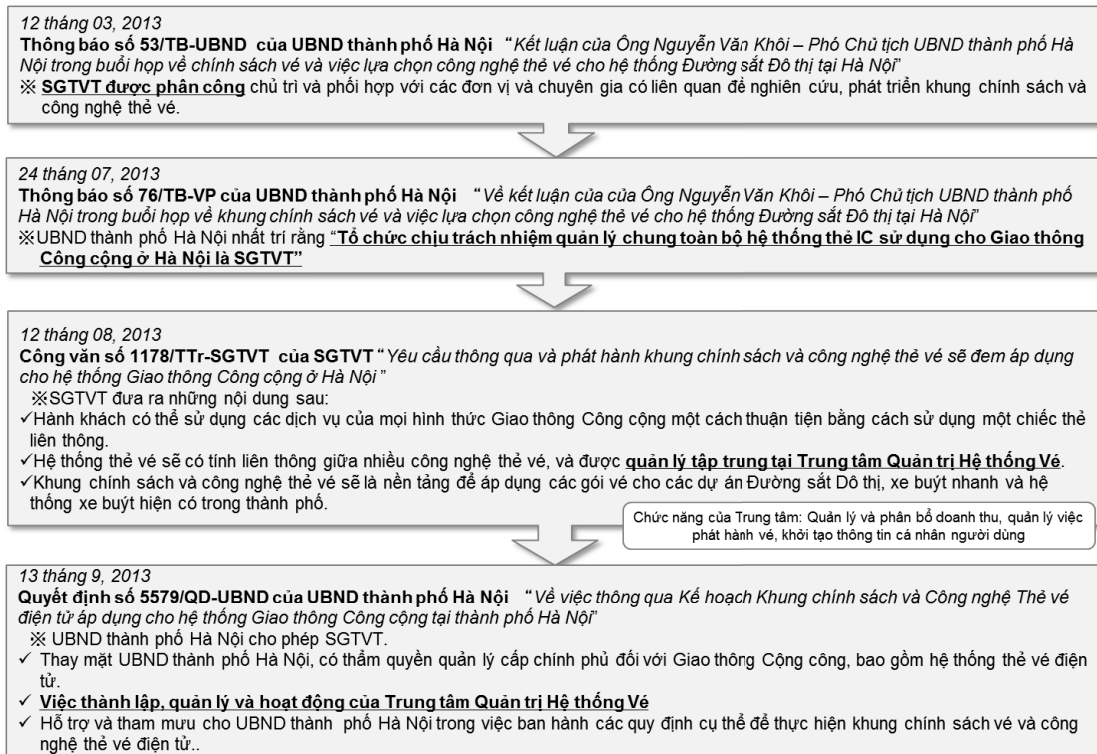 12 tháng 03, 2013
Thông báo số 53/TB-UBND của UBND thành phố Hà Nội “Kết luận của Ông Nguyễn Văn Khôi – Phó Chủ tịch UBND thành phố Hà
Nội trong buổi họp về chính sách vé và việc lựa chọn công nghệ thẻ vé cho hệ thống Đường sắt Đô thị tại Hà Nội”
※ SGTVT được phân công chủ trì và phối hợp với các đơn vị và chuyên gia có liên quan để nghiên cứu, phát triển khung chính sách và
công nghệ thẻ vé.
24 tháng 07, 2013
Thông báo số 76/TB-VP của UBND thành phố Hà Nội “Về kết luận của của Ông Nguyễn Văn Khôi – Phó Chủ tịch UBND thành phố
Hà Nội trong buổi họp về khung chính sách vé và việc lựa chọn công nghệ thẻ vé cho hệ thống Đường sắt Đô thị tại Hà Nội”
※UBND thành phố Hà Nội nhất trí rằng “Tổ chức chịu trách nhiệm quản lý chung toàn bộ hệ thống thẻ IC sử dụng cho Giao thông
Công cộng ở Hà Nội là SGTVT”
12 tháng 08, 2013
Công văn số 1178/TTr-SGTVT của SGTVT “Yêu cầu thông qua và phát hành khung chính sách và công nghệ thẻ vé sẽ đem áp dụng
cho hệ thống Giao thông Công cộng ở Hà Nội ”
※SGTVT đưa ra những nội dung sau:
✓Hành khách có thể sử dụng các dịch vụ của mọi hình thức Giao thông Công cộng một cách thuận tiện bằng cách sử dụng một chiếc thẻ
liên thông.
✓Hệ thống thẻ vé sẽ có tính liên thông giữa nhiều công nghệ thẻ vé, và được quản lý tập trung tại Trung tâm Quản trị Hệ thống Vé.
✓Khung chính sách và công nghệ thẻ vé sẽ là nền tảng để áp dụng các gói vé cho các dự án Đường sắt Dô thị, xe buýt nhanh và hệ
thống xe buýt hiện có trong thành phố.
Chức năng của Trung tâm: Quản lý và phân bổ doanh thu, quản lý việc
phát hành vé, khởi tạo thông tin cá nhân người dùng
13 tháng 9, 2013
Quyết định số 5579/QD-UBND của UBND thành phố Hà Nội “Về việc thông qua Kế hoạch Khung chính sách và Công nghệ Thẻ vé
điện tử áp dụng cho hệ thống Giao thông Công cộng tại thành phố Hà Nội”
※ UBND thành phố Hà Nội cho phép SGTVT.
✓ Thay mặt UBND thành phố Hà Nội, có thẩm quyền quản lý cấp chính phủ đối với Giao thông Cộng công, bao gồm hệ thống thẻ vé điện
tử.
✓ Việc thành lập, quản lý và hoạt động của Trung tâm Quản trị Hệ thống Vé
✓ Hỗ trợ và tham mưu cho UBND thành phố Hà Nội trong việc ban hành các quy định cụ thể để thực hiện khung chính sách vé và công
nghệ thẻ vé điện tử..